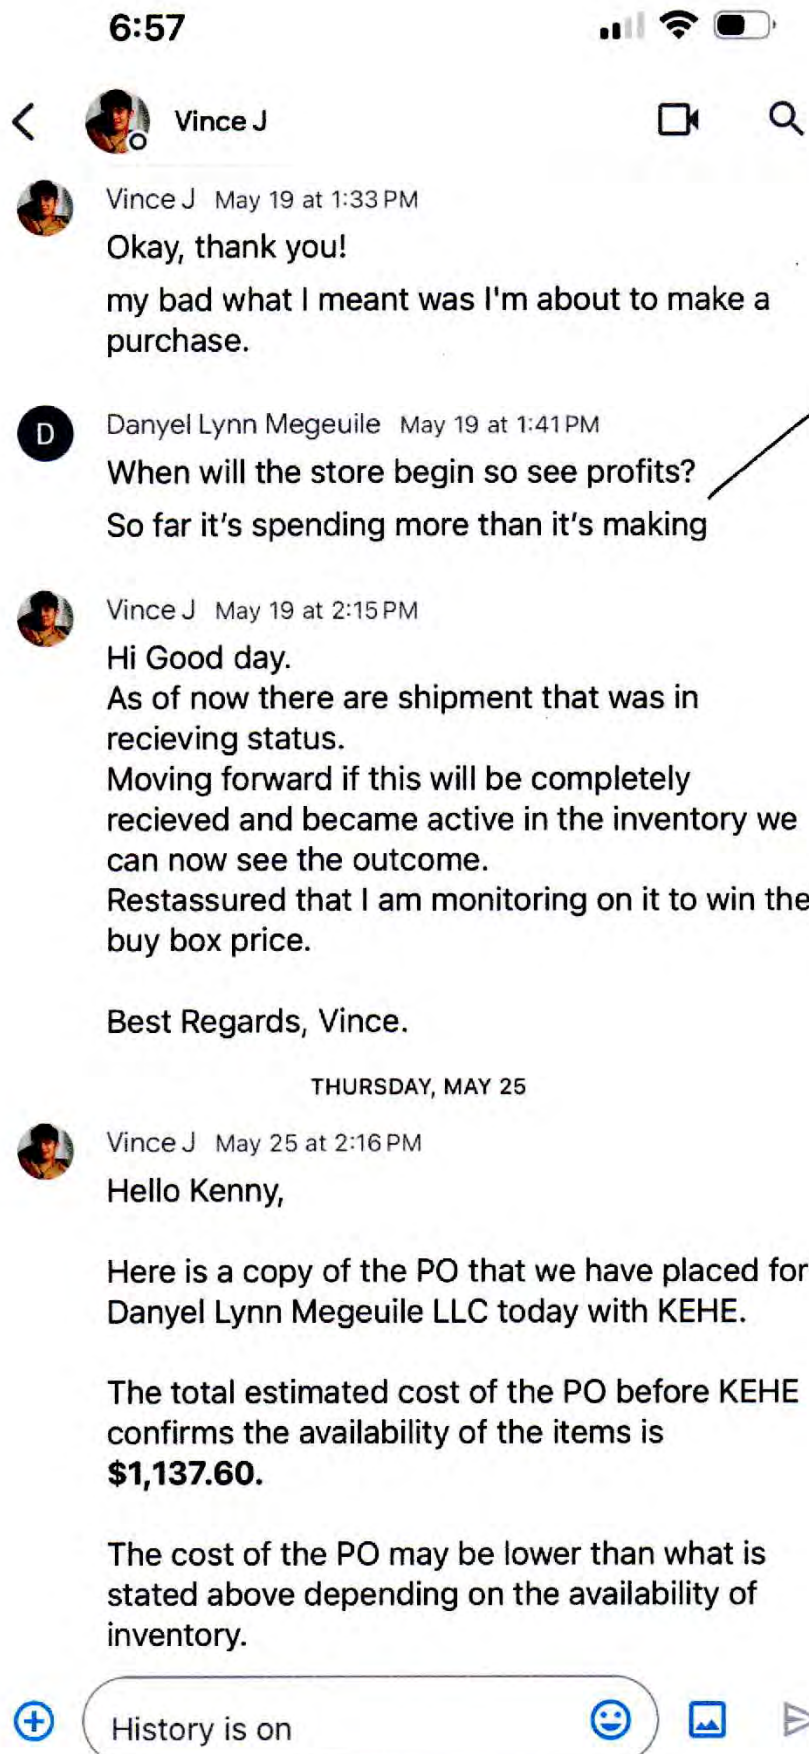 6:57
Vince J
Vince J May 19 at 1:33 PM
Okay, thank you!
my bad what I meant was I'm about to make a
purchase.
D
Danyel Lynn Megeuile May 19 at 1:41 PM
When will the store begin so see profits?
So far it's spending more than it's making
Vince J May 19 at 2:15 PM
Hi Good day.
As of now there are shipment that was in
recieving status.
Moving forward if this will be completely
recieved and became active in the inventory we
can now see the outcome.
Restassured that I am monitoring on it to win the
buy box price.
Best Regards, Vince.
THURSDAY, MAY 25
Vince J May 25 at 2:16 PM
Hello Kenny,
Here is a copy of the PO that we have placed for
Danyel Lynn Megeuile LLC today with KEHE.
The total estimated cost of the PO before KEHE
confirms the availability of the items is
$1,137.60.
The cost of the PO may be lower than what is
stated above depending on the availability of
inventory.
History is on